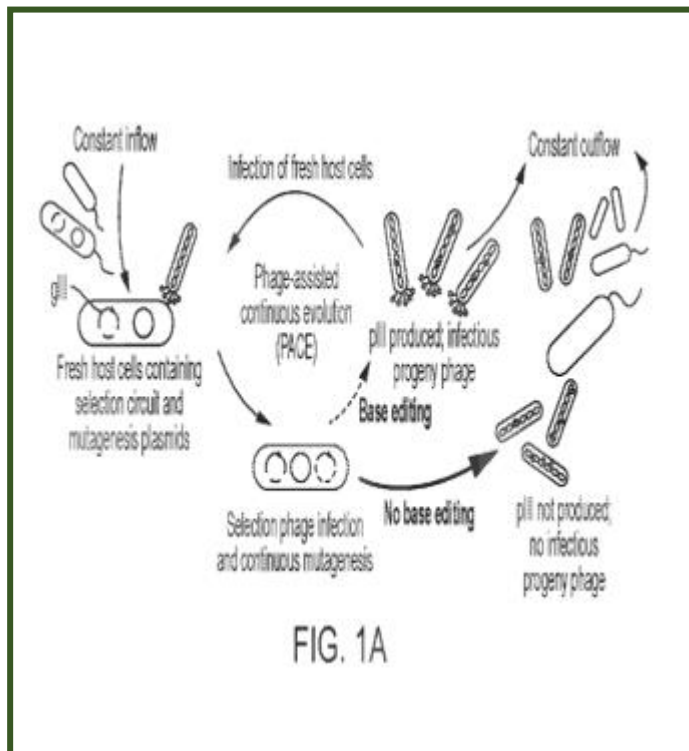 Constant inflow
Infection of fresh host cells
Constant outflow
gIII
Phage-assisted
continuous evolution
(PACE)
pIII produced; infectious
progeny phage
Fresh host cells containing
selection circuit and
mutagenesis plasmids
Base editing
No base editing
Selection phage infection
and continuous mutagenesis
pIII not produced;
no infectious
progeny phage
FIG. 1A